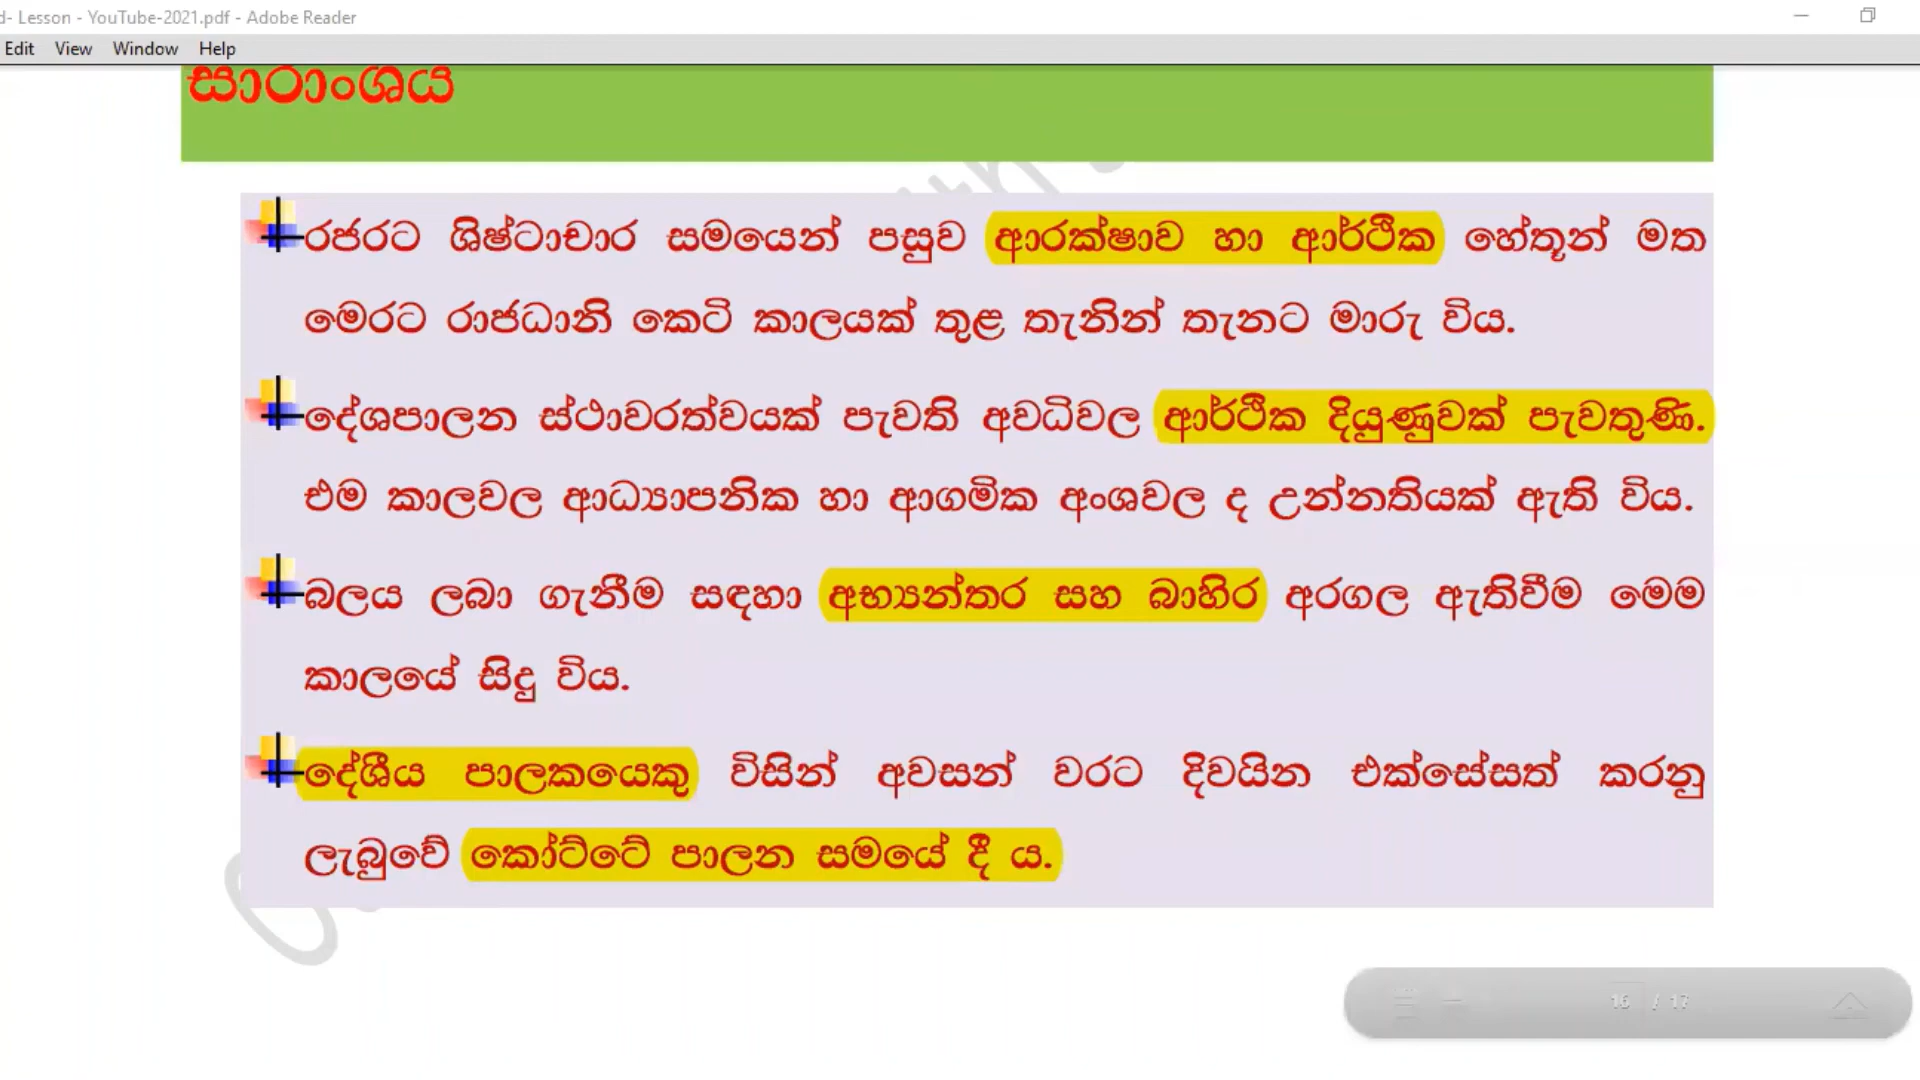 d- Lesson - YouTube-2021.pdf - Adobe Reader
Edit View Window Help
සාරාංශය
රජරට ශිෂ්ටාචාර සමයෙන් පසුව ආරක්ෂාව හා ආර්ථික හේතූන් මත
මෙරට රාජධානි කෙටි කාලයක් තුළ තැනින් තැනට මාරු විය.
දේශපාලන ස්ථාවරත්වයක් පැවති අවධිවල ආර්ථික දියුණුවක් පැවතුණි.
එම කාලවල ආධ්‍යාපනික හා ආගමික අංශවල ද උන්නතියක් ඇති විය.
බලය ලබා ගැනීම සඳහා අභ්‍යන්තර සහ බාහිර අරගල ඇතිවීම මෙම
කාලයේ සිදු විය.
දේශීය පාලකයෙකු විසින් අවසන් වරට දිවයින එක්සේසත් කරනු
ලැබුවේ කෝට්ටේ පාලන සමයේ දී ය.
16 / 17